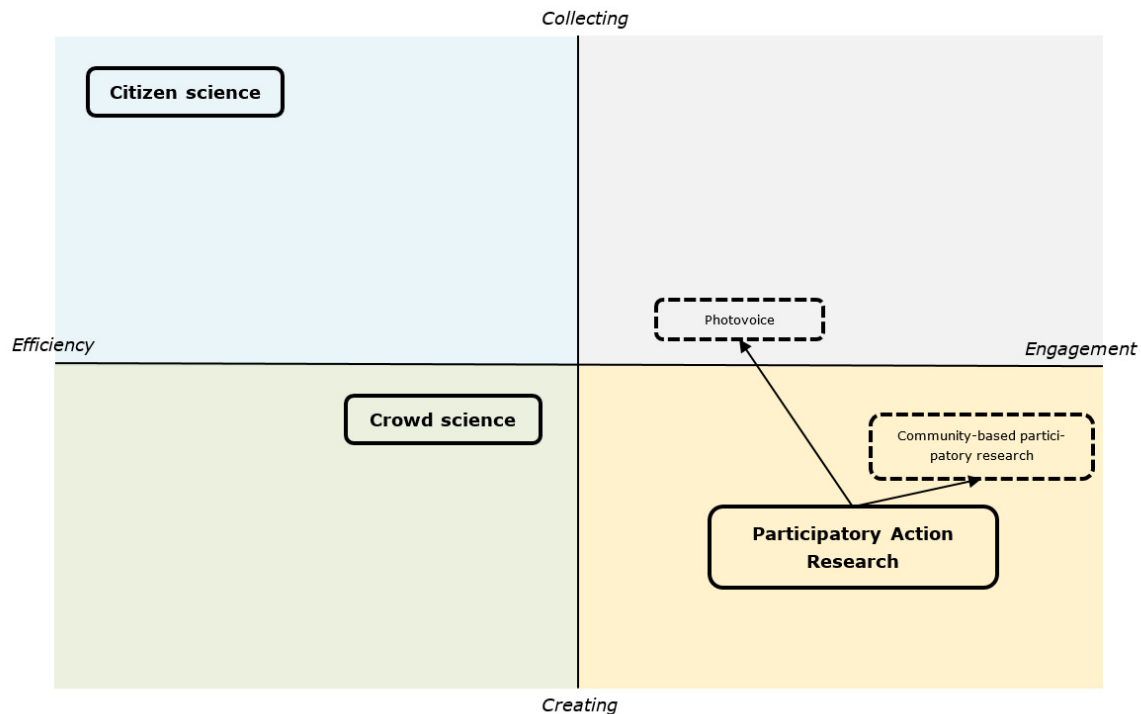 Collecting
Citizen science
Photovoice
Efficiency
Engagement
Crowd science
Community-based partici-
patory research
Participatory Action
Research
Creating